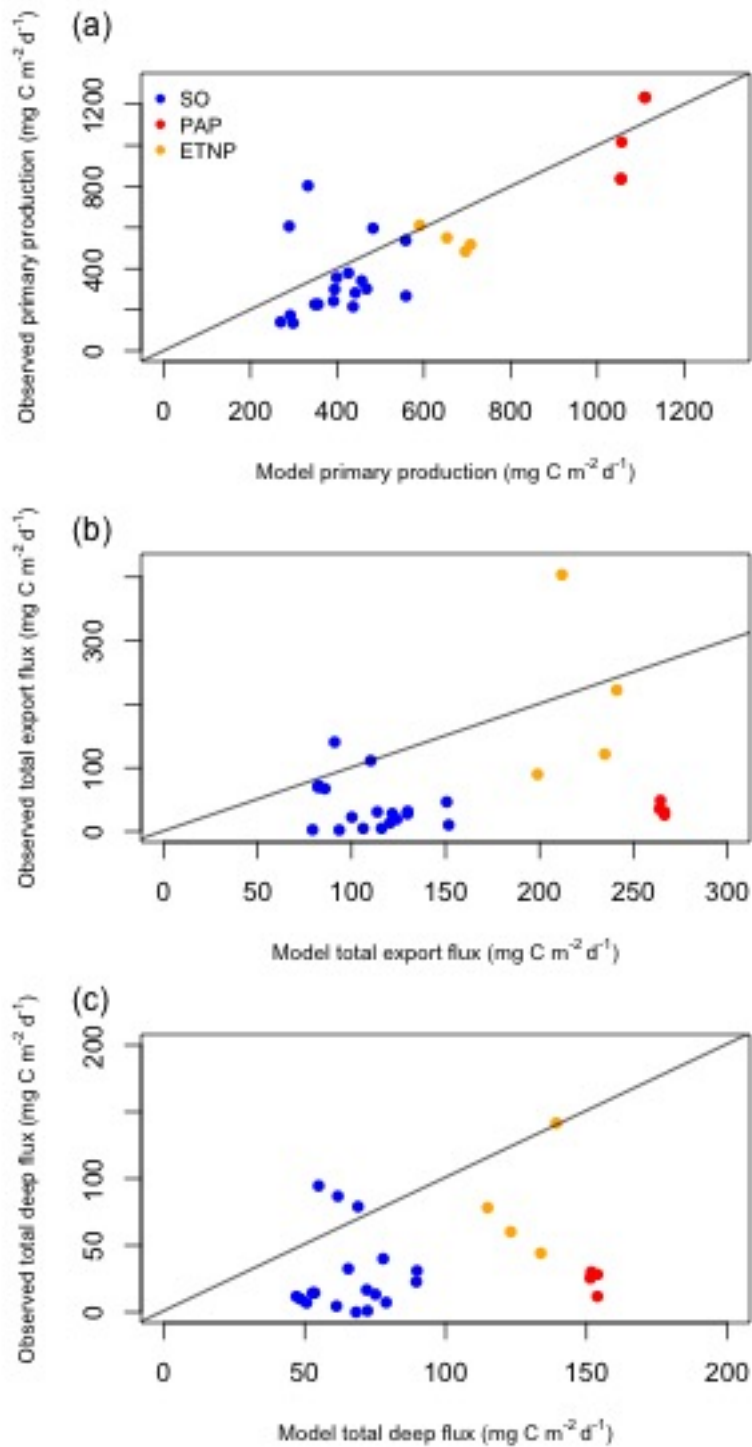 (a)
Observed primary production (mg C m⁻² d⁻¹)
1200
800
400
0
SO
PAP
ETNP
0 200 400 600 800 1000 1200
Model primary production (mg C m⁻² d⁻¹)
(b)
Observed total export flux (mg C m⁻² d⁻¹)
300
100
0
0 50 100 150 200 250 300
Model total export flux (mg C m⁻² d⁻¹)
(c)
Observed total deep flux (mg C m⁻² d⁻¹)
200
100
50
0
0 50 100 150 200
Model total deep flux (mg C m⁻² d⁻¹)